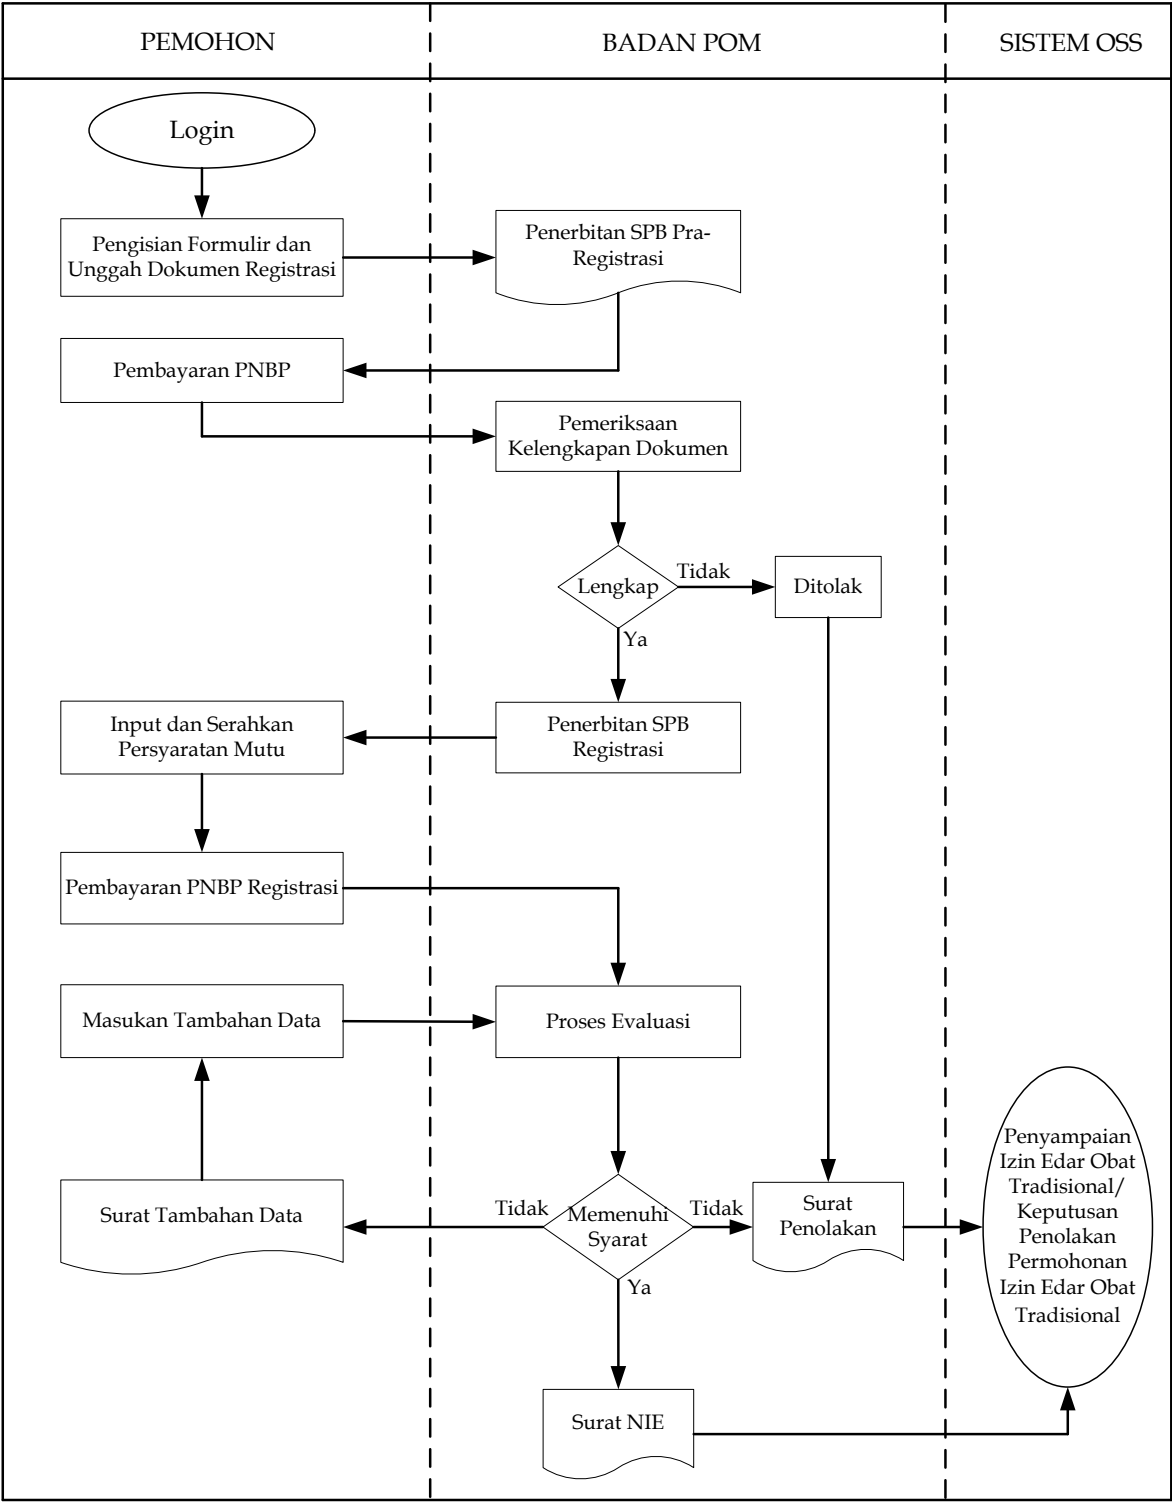 PEMOHON
BADAN POM
SISTEM OSS
Login
Pengisian Formulir dan
Unggah Dokumen Registrasi
Penerbitan SPB Pra-
Registrasi
Pembayaran PNBP
Pemeriksaan
Kelengkapan Dokumen
Lengkap
Tidak
Ditolak
Ya
Input dan Serahkan
Persyaratan Mutu
Penerbitan SPB
Registrasi
Pembayaran PNBP Registrasi
Masukan Tambahan Data
Proses Evaluasi
Surat Tambahan Data
Tidak
Memenuhi
Syarat
Tidak
Surat
Penolakan
Penyampaian
Izin Edar Obat
Tradisional/
Keputusan
Penolakan
Permohonan
Izin Edar Obat
Tradisional
Ya
Surat NIE